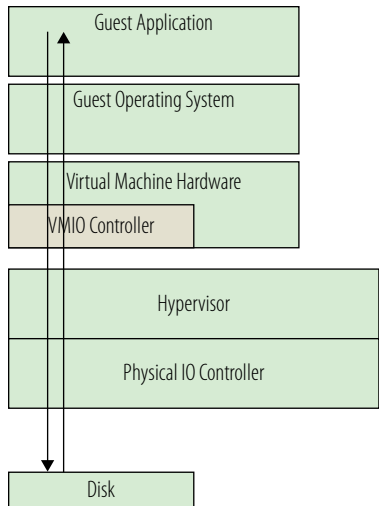 Guest Application
Guest Operating System
Virtual Machine Hardware
VMIO Controller
Hypervisor
Physical IO Controller
Disk